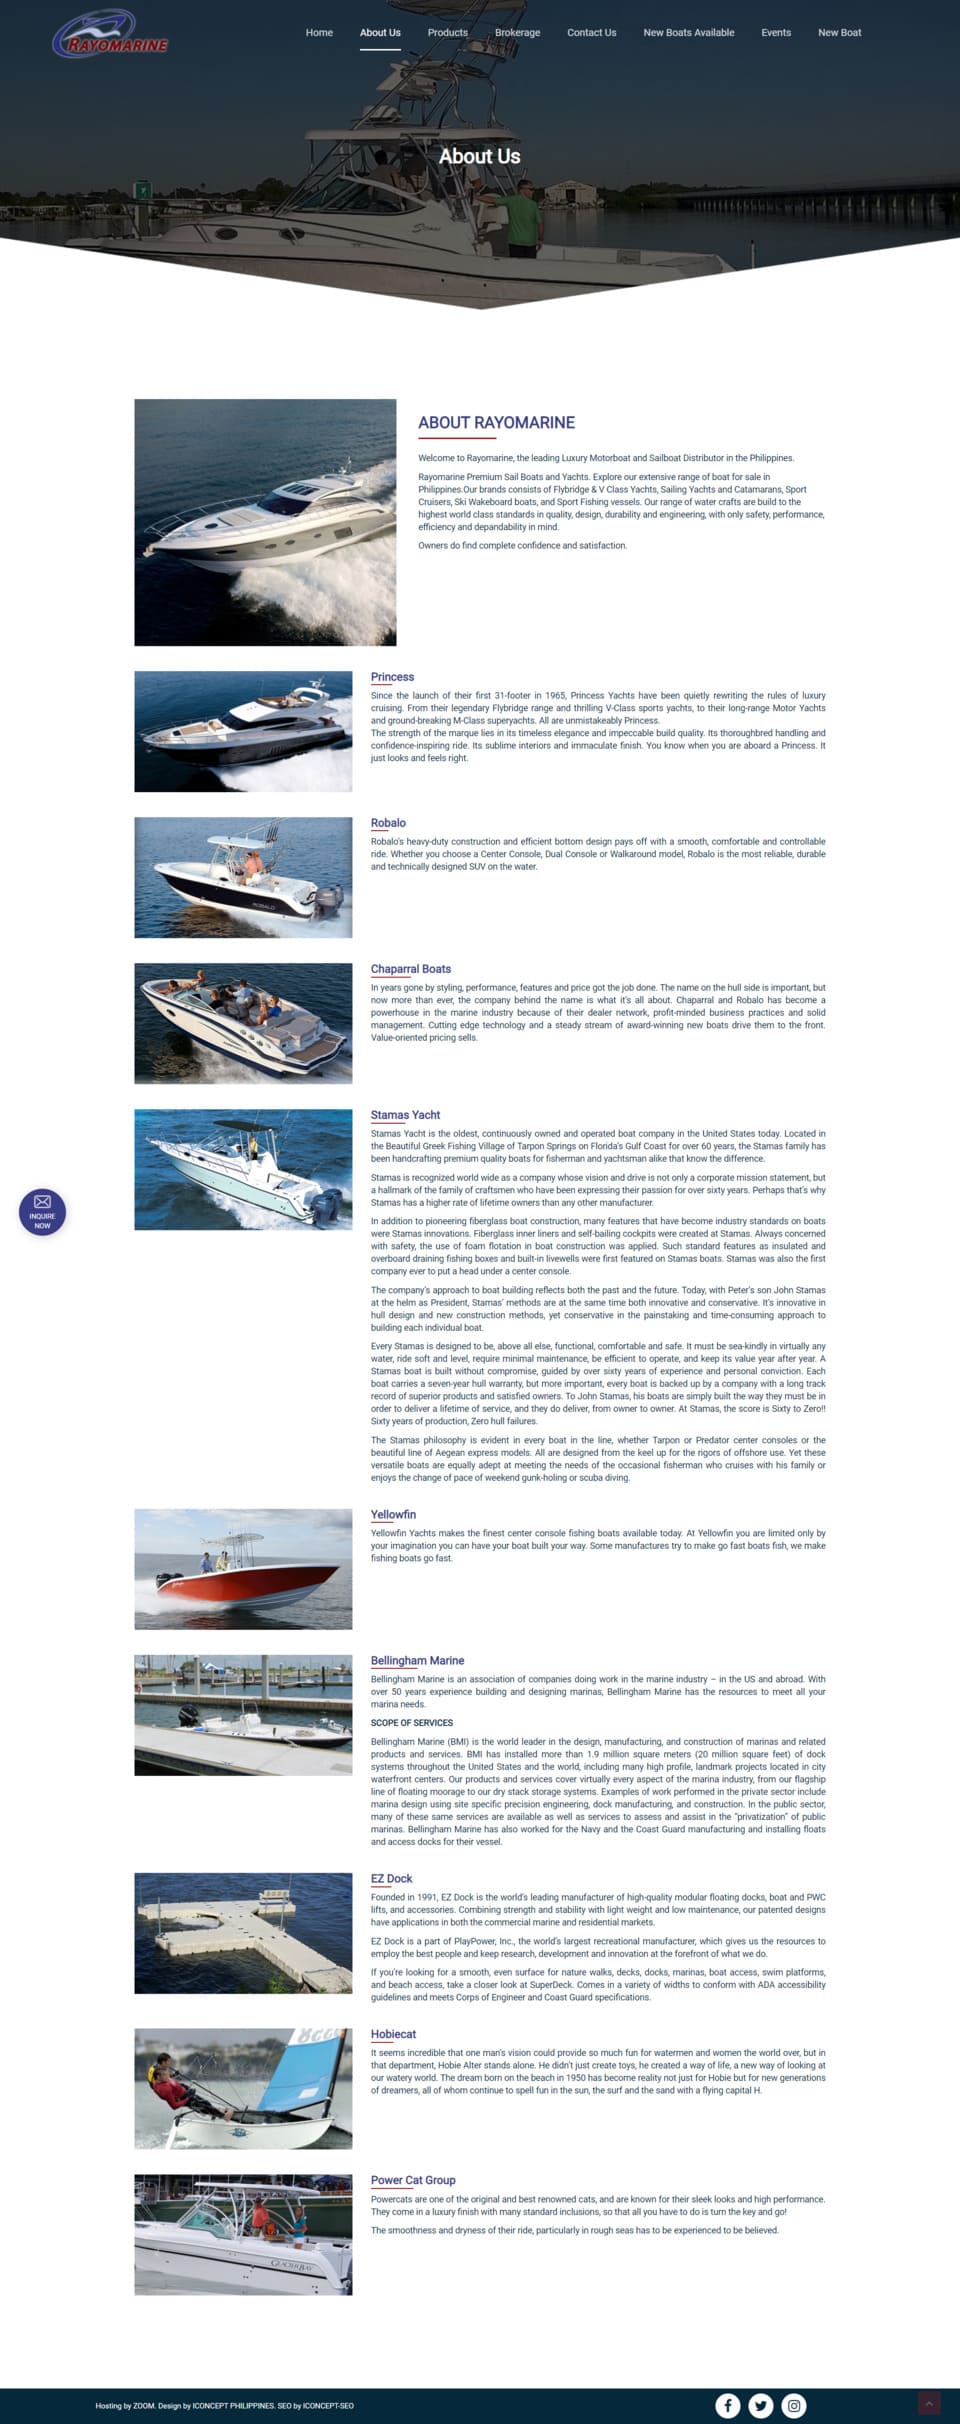 RAYOMARINE
Home About Us Products Brokerage Contact Us New Boats Available Events New Boat
About Us
Stamas
ABOUT RAYOMARINE
Welcome to Rayomarine, the leading Luxury Motorboat and Sailboat Distributor in the Philippines.
Rayomarine Premium Sail Boats and Yachts. Explore our extensive range of boat for sale in
Philippines.Our brands consists of Flybridge & V Class Yachts, Sailing Yachts and Catamarans, Sport
Cruisers, Ski Wakeboard boats, and Sport Fishing vessels. Our range of water crafts are build to the
highest world class standards in quality, design, durability and engineering, with only safety, performance,
efficiency and depandability in mind.
Owners do find complete confidence and satisfaction.
Princess
Since the launch of their first 31-footer in 1965, Princess Yachts have been quietly rewriting the rules of luxury
cruising. From their legendary Flybridge range and thrilling V-Class sports yachts, to their long-range Motor Yachts
and ground-breaking M-Class superyachts. All are unmistakeably Princess.
The strength of the marque lies in its timeless elegance and impeccable build quality. Its thoroughbred handling and
confidence-inspiring ride. Its sublime interiors and immaculate finish. You know when you are aboard a Princess. It
just looks and feels right.
ROBALO
Robalo
Robalo's heavy-duty construction and efficient bottom design pays off with a smooth, comfortable and controllable
ride. Whether you choose a Center Console, Dual Console or Walkaround model, Robalo is the most reliable, durable
and technically designed SUV on the water.
Chaparral Boats
In years gone by styling, performance, features and price got the job done. The name on the hull side is important, but
now more than ever, the company behind the name is what it's all about. Chaparral and Robalo has become a
powerhouse in the marine industry because of their dealer network, profit-minded business practices and solid
management. Cutting edge technology and a steady stream of award-winning new boats drive them to the front.
Value-oriented pricing sells.
Stamas Yacht
Stamas Yacht is the oldest, continuously owned and operated boat company in the United States today. Located in
the Beautiful Greek Fishing Village of Tarpon Springs on Florida's Gulf Coast for over 60 years, the Stamas family has
been handcrafting premium quality boats for fisherman and yachtsman alike that know the difference.
Stamas is recognized world wide as a company whose vision and drive is not only a corporate mission statement, but
a hallmark of the family of craftsmen who have been expressing their passion for over sixty years. Perhaps that's why
Stamas has a higher rate of lifetime owners than any other manufacturer.
INQUIRE
NOW
In addition to pioneering fiberglass boat construction, many features that have become industry standards on boats
were Stamas innovations. Fiberglass inner liners and self-bailing cockpits were created at Stamas. Always concerned
with safety, the use of foam flotation in boat construction was applied. Such standard features as insulated and
overboard draining fishing boxes and built-in livewells were first featured on Stamas boats. Stamas was also the first
company ever to put a head under a center console.
The company's approach to boat building reflects both the past and the future. Today, with Peter's son John Stamas
at the helm as President, Stamas' methods are at the same time both innovative and conservative. It's innovative in
hull design and new construction methods, yet conservative in the painstaking and time-consuming approach to
building each individual boat.
Every Stamas is designed to be, above all else, functional, comfortable and safe. It must be sea-kindly in virtually any
water, ride soft and level, require minimal maintenance, be efficient to operate, and keep its value year after year. A
Stamas boat is built without compromise, guided by over sixty years of experience and personal conviction. Each
boat carries a seven-year hull warranty, but more important, every boat is backed up by a company with a long track
record of superior products and satisfied owners. To John Stamas, his boats are simply built the way they must be in
order to deliver a lifetime of service, and they do deliver, from owner to owner. At Stamas, the score is Sixty to Zero!!
Sixty years of production, Zero hull failures.
The Stamas philosophy is evident in every boat in the line, whether Tarpon or Predator center consoles or the
beautiful line of Aegean express models. All are designed from the keel up for the rigors of offshore use. Yet these
versatile boats are equally adept at meeting the needs of the occasional fisherman who cruises with his family or
enjoys the change of pace of weekend gunk-holing or scuba diving.
Yellowfin
Yellowfin Yachts makes the finest center console fishing boats available today. At Yellowfin you are limited only by
your imagination you can have your boat built your way. Some manufactures try to make go fast boats fish, we make
fishing boats go fast.
Bellingham Marine
Bellingham Marine is an association of companies doing work in the marine industry – in the US and abroad. With
over 50 years experience building and designing marinas, Bellingham Marine has the resources to meet all your
marina needs.
SCOPE OF SERVICES
Bellingham Marine (BMI) is the world leader in the design, manufacturing, and construction of marinas and related
products and services. BMI has installed more than 1.9 million square meters (20 million square feet) of dock
systems throughout the United States and the world, including many high profile, landmark projects located in city
waterfront centers. Our products and services cover virtually every aspect of the marina industry, from our flagship
line of floating moorage to our dry stack storage systems. Examples of work performed in the private sector include
marina design using site specific precision engineering, dock manufacturing, and construction. In the public sector,
many of these same services are available as well as services to assess and assist in the “privatization” of public
marinas. Bellingham Marine has also worked for the Navy and the Coast Guard manufacturing and installing floats
and access docks for their vessel.
EZ Dock
Founded in 1991, EZ Dock is the world's leading manufacturer of high-quality modular floating docks, boat and PWC
lifts, and accessories. Combining strength and stability with light weight and low maintenance, our patented designs
have applications in both the commercial marine and residential markets.
EZ Dock is a part of PlayPower, Inc., the world's largest recreational manufacturer, which gives us the resources to
employ the best people and keep research, development and innovation at the forefront of what we do.
If you're looking for a smooth, even surface for nature walks, decks, docks, marinas, boat access, swim platforms,
and beach access, take a closer look at SuperDeck. Comes in a variety of widths to conform with ADA accessibility
guidelines and meets Corps of Engineer and Coast Guard specifications.
Hobiecat
It seems incredible that one man's vision could provide so much fun for watermen and women the world over, but in
that department, Hobie Alter stands alone. He didn't just create toys, he created a way of life, a new way of looking at
our watery world. The dream born on the beach in 1950 has become reality not just for Hobie but for new generations
of dreamers, all of whom continue to spell fun in the sun, the surf and the sand with a flying capital H.
GLACIER BAY
Power Cat Group
Powercats are one of the original and best renowned cats, and are known for their sleek looks and high performance.
They come in a luxury finish with many standard inclusions, so that all you have to do is turn the key and go!
The smoothness and dryness of their ride, particularly in rough seas has to be experienced to be believed.
Hosting by ZOOM. Design by ICONCEPT PHILIPPINES. SEO by ICONCEPT-SEO